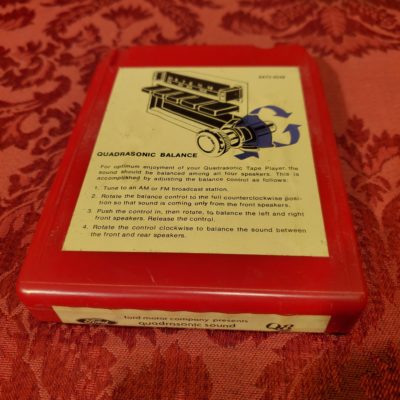 QUADRASONIC BALANCE
For optimum enjoyment of your Quadrasonic Tape Player, the
sound should be balanced among all four speakers. This is
accomplished by adjusting the balance control as follows:
1. Tune to an AM or FM broadcast station.
2. Rotate the balance control to the full counterclockwise posi-
tion so that sound is coming only from the front speakers.
3. Push the control in, then rotate, to balance the left and right
front speakers. Release the control.
4. Rotate the control clockwise to balance the sound between
the front and rear speakers.
ford motor company presents
quadrasonic sound
Q8